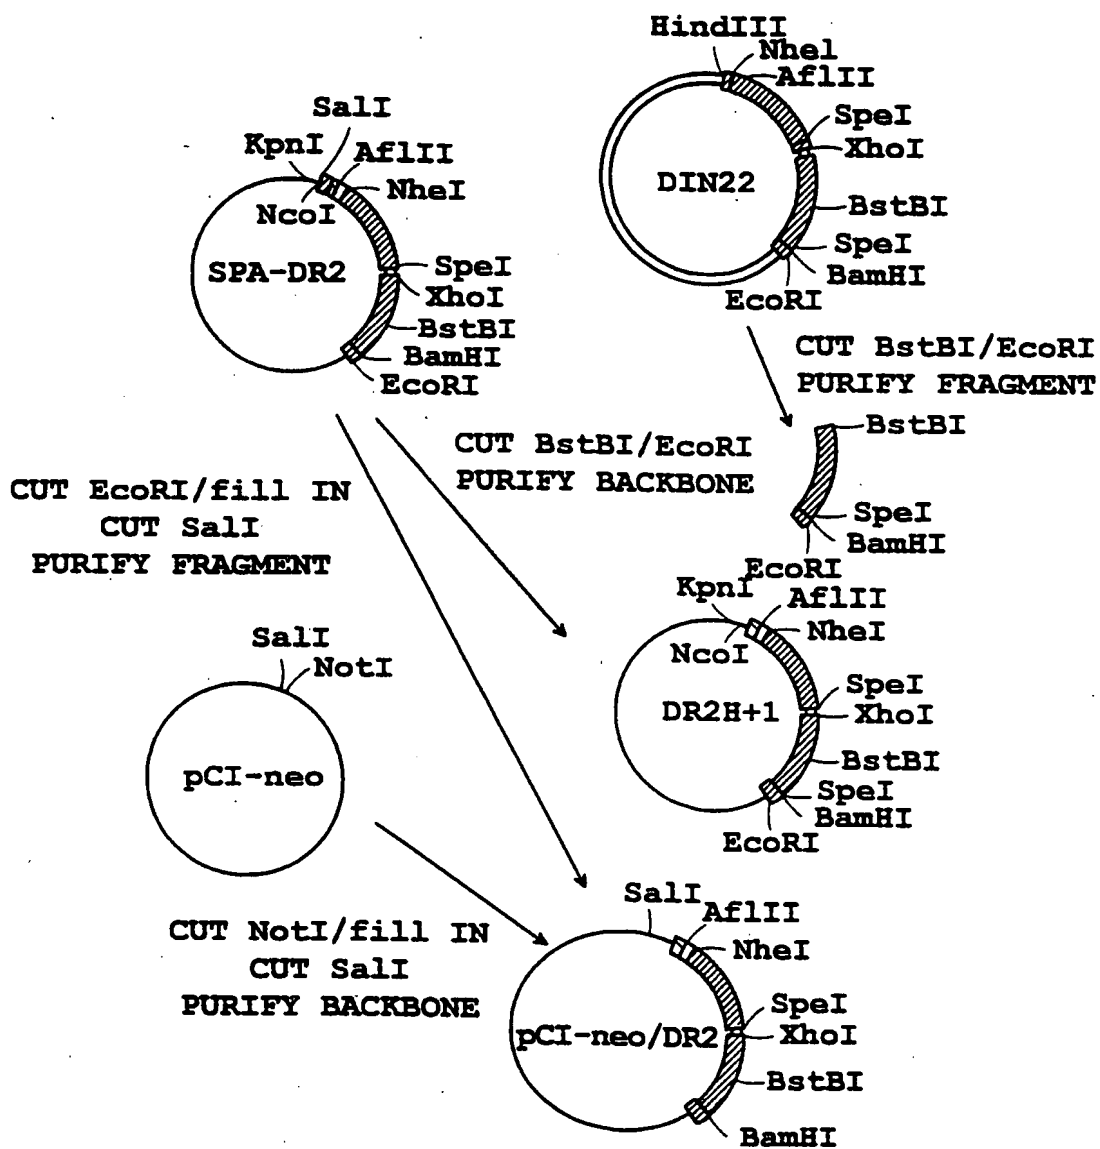 HindIII
NheI
AflII
SpeI
XhoI
DIN22
BstBI
SpeI
BamHI
EcoRI
SalI
KpnI
AflII
NheI
NcoI
SPA-DR2
SpeI
XhoI
BstBI
BamHI
EcoRI
CUT BstBI/EcoRI
PURIFY FRAGMENT
BstBI
SpeI
BamHI
EcoRI
CUT BstBI/EcoRI
PURIFY BACKBONE
CUT EcoRI/fill IN
CUT SalI
PURIFY FRAGMENT
KpnI
AflII
NheI
NcoI
DR2H+1
SpeI
XhoI
BstBI
SpeI
BamHI
EcoRI
SalI
NotI
pCI-neo
CUT NotI/fill IN
CUT SalI
PURIFY BACKBONE
SalI
AflII
NheI
SpeI
XhoI
pCI-neo/DR2
BstBI
BamHI